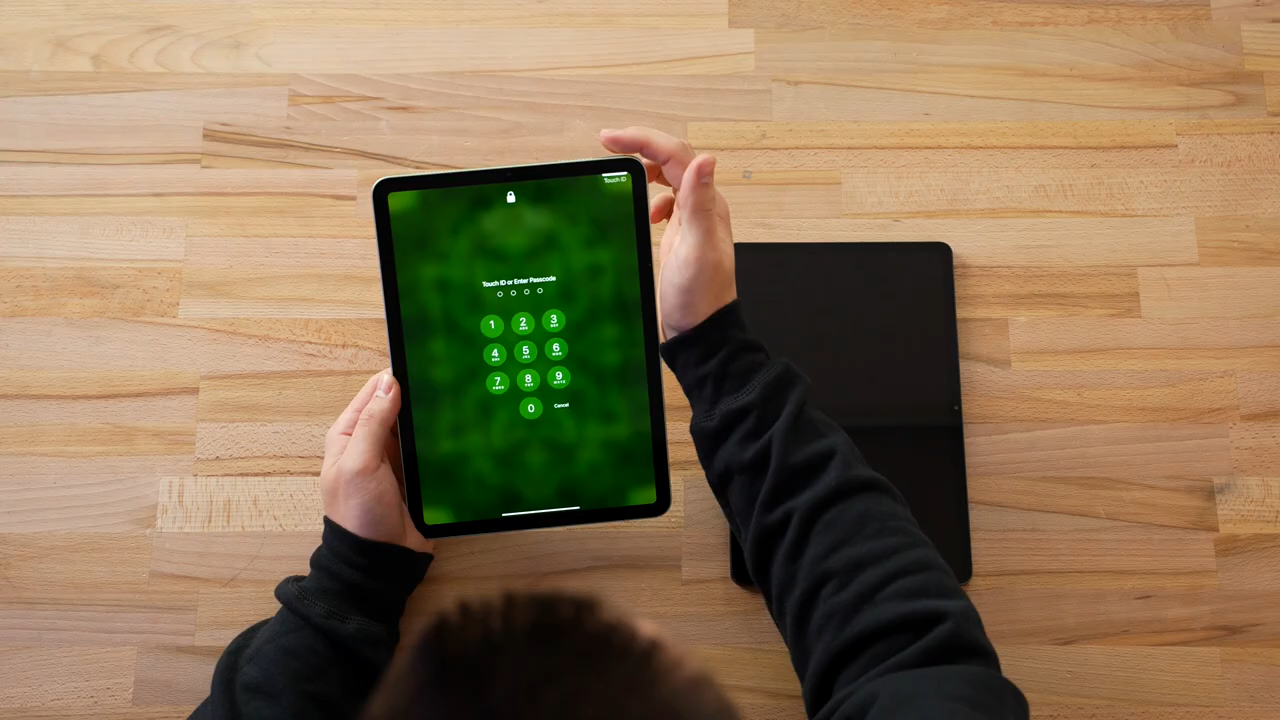 Touch ID
Touch ID or Enter Passcode
1 2 3
ABC DEF
4 5 6
GHI JKL MNO
7 8 9
PQRS TUV WXYZ
0 Cancel